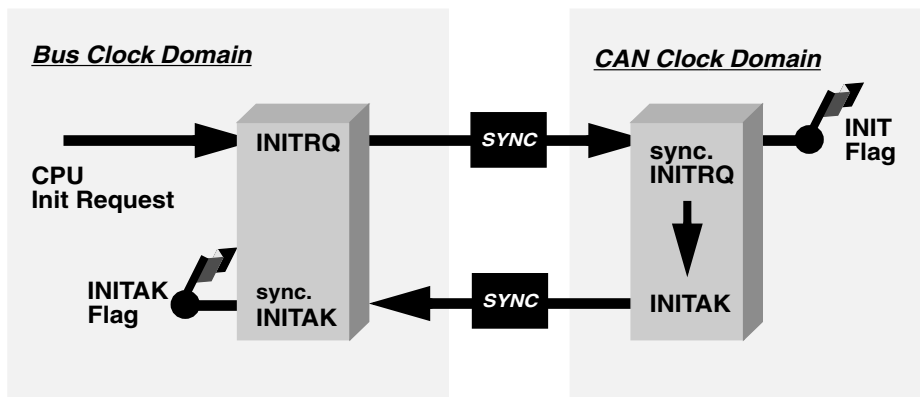 Bus Clock Domain
CAN Clock Domain
INITRQ
SYNC
sync.
INITRQ
INIT
Flag
CPU
Init Request
INITAK
Flag
sync.
INITAK
SYNC
INITAK